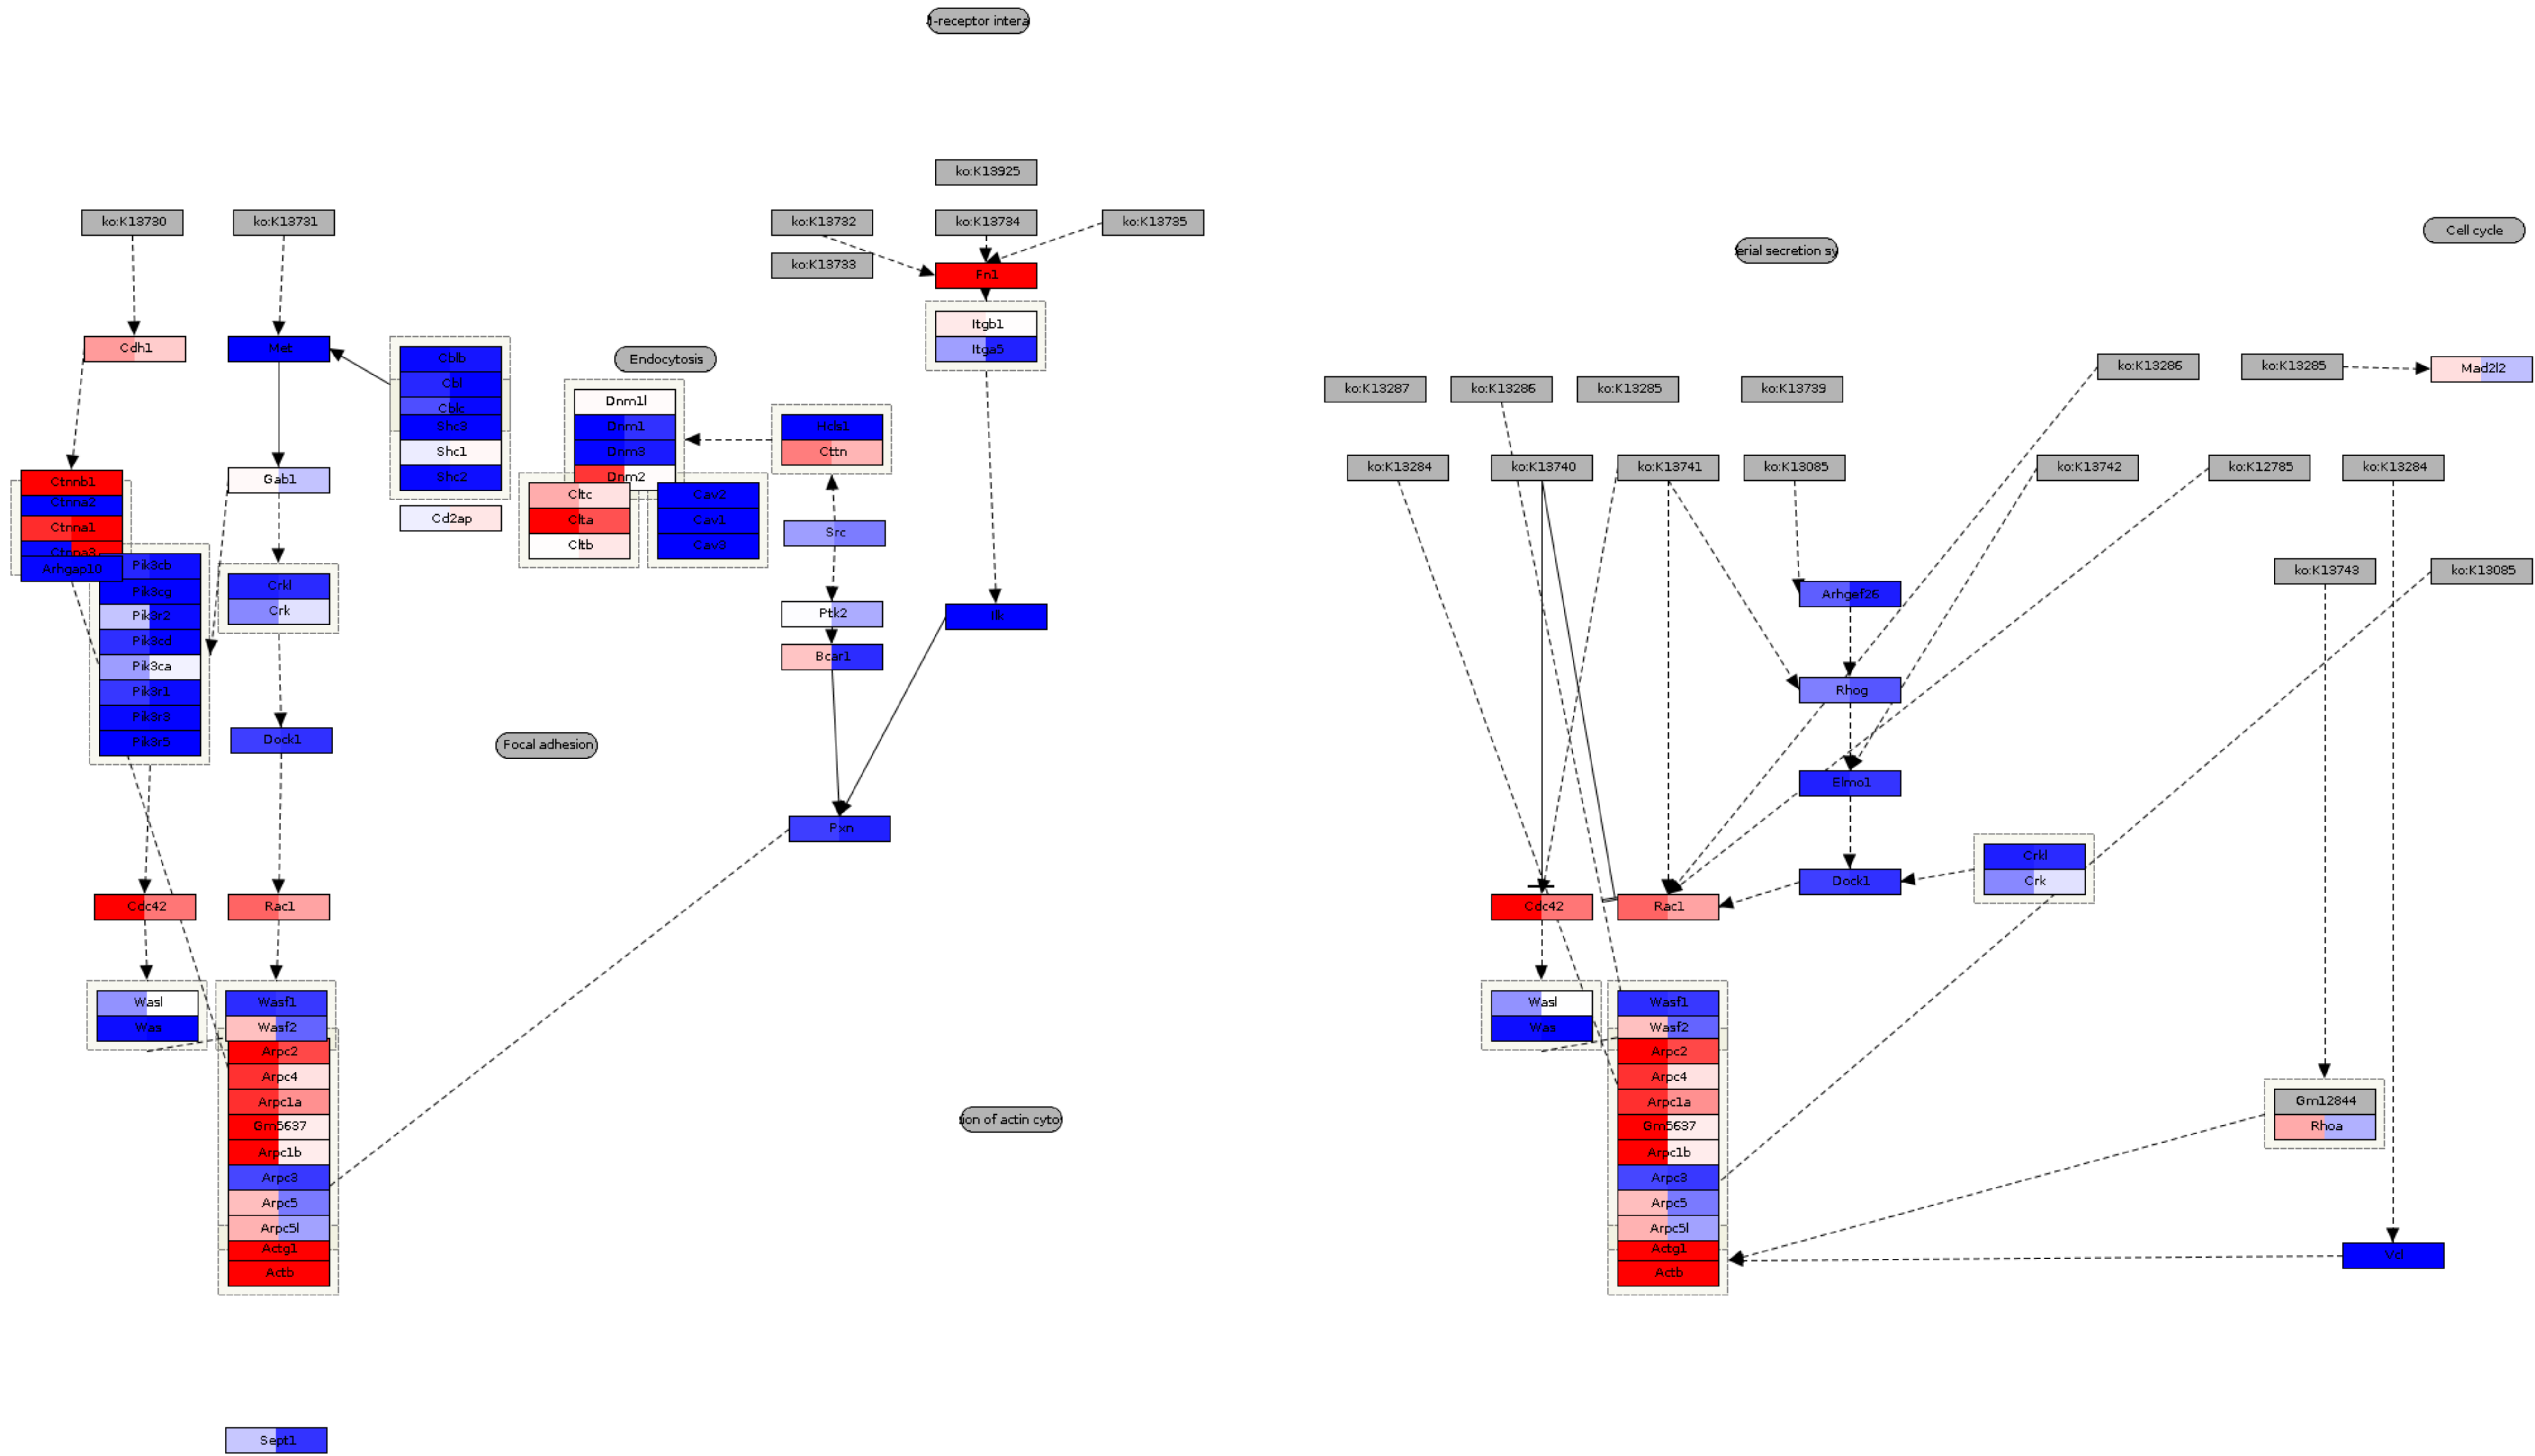 l-receptor intera
ko:K13925
ko:K13730
ko:K13731
ko:K13732
ko:K13734
ko:K13735
Cell cycle
erial secretion sy
ko:K13733
Fn1
Itgb1
Itga5
Cdh1
Met
Cblb
Cbl
Cblc
Shc3
Shc1
Shc2
Cd2ap
Endocytosis
Dnm1l
Dnm1
Dnm3
Dnm2
Cltc
Clta
Cltb
Cav2
Cav1
Cav3
Hcls1
Cttn
Src
Ptk2
Bcar1
Ilk
Ctnnb1
Ctnna2
Ctnna1
Ctnna3
Arhgap10
Gab1
Pik3cb
Pik3cg
Pik3r2
Pik3cd
Pik3ca
Pik3r1
Pik3r3
Pik3r5
Crkl
Crk
Dock1
Focal adhesion
Pxn
Cdc42
Rac1
Wasl
Was
Wasf1
Wasf2
Arpc2
Arpc4
Arpc1a
Gm5637
Arpc1b
Arpc3
Arpc5
Arpc5l
Actg1
Actb
Sept1
ion of actin cyto
ko:K13287
ko:K13286
ko:K13285
ko:K13739
ko:K13286
ko:K13285
Mad2l2
ko:K13284
ko:K13740
ko:K13741
ko:K13085
ko:K13742
ko:K12785
ko:K13284
ko:K13743
ko:K13085
Arhgef26
Rhog
Elmo1
Dock1
Crkl
Crk
Cdc42
Rac1
Wasl
Was
Wasf1
Wasf2
Arpc2
Arpc4
Arpc1a
Gm5637
Arpc1b
Arpc3
Arpc5
Arpc5l
Actg1
Actb
Gm12844
Rhoa
Vcl